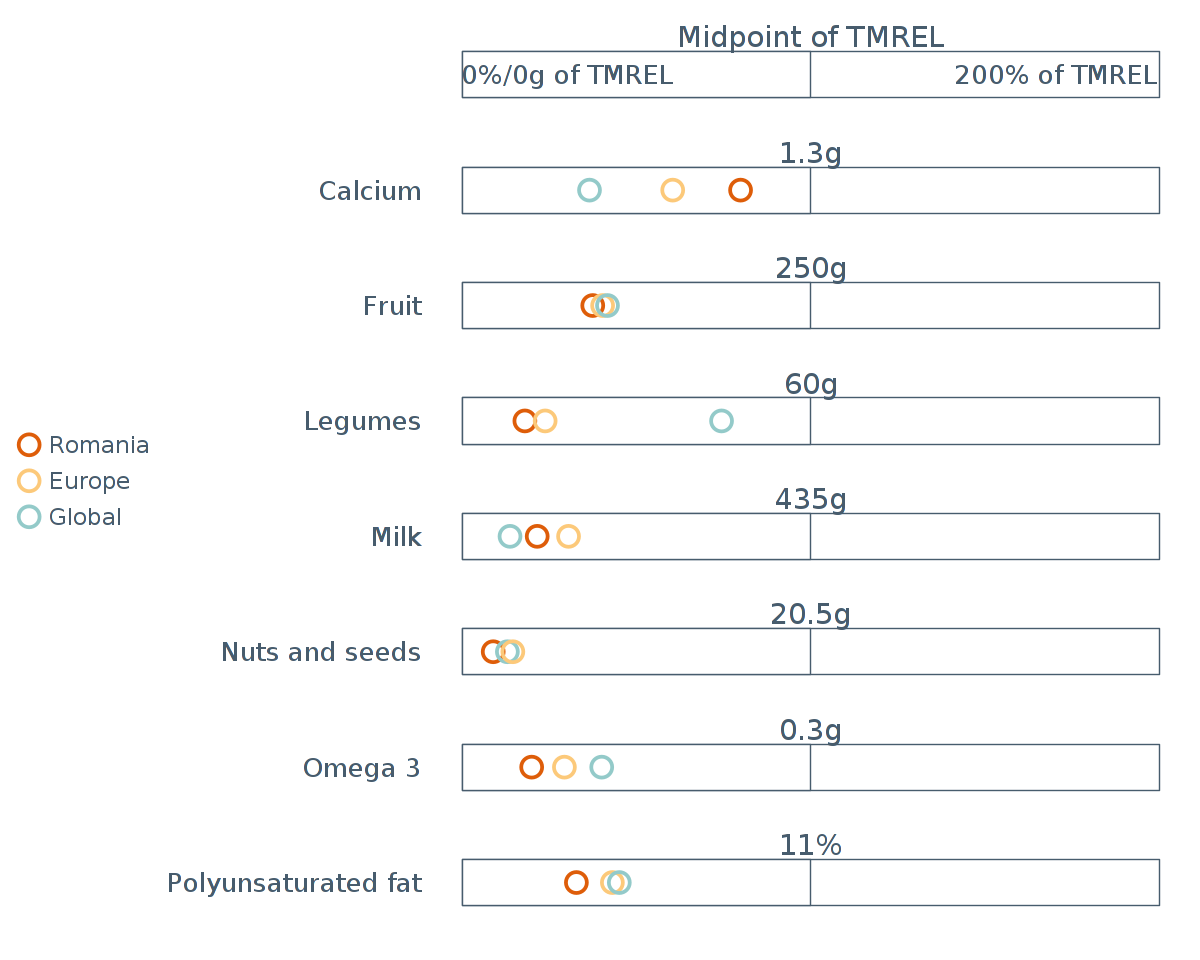 Midpoint of TMREL
0%/0g of TMREL
200% of TMREL
1.3g
Calcium
250g
Fruit
60g
Legumes
Romania
Europe
Global
435g
Milk
20.5g
Nuts and seeds
0.3g
Omega 3
11%
Polyunsaturated fat